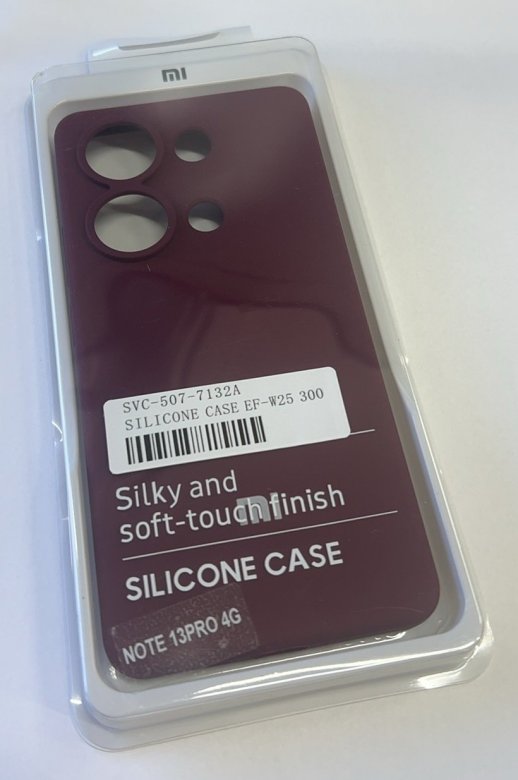 mi
SVC-507-7132A
SILICONE CASE EF-W25 300
Silky and
soft-touch finish
mi
SILICONE CASE
NOTE 13PRO 4G